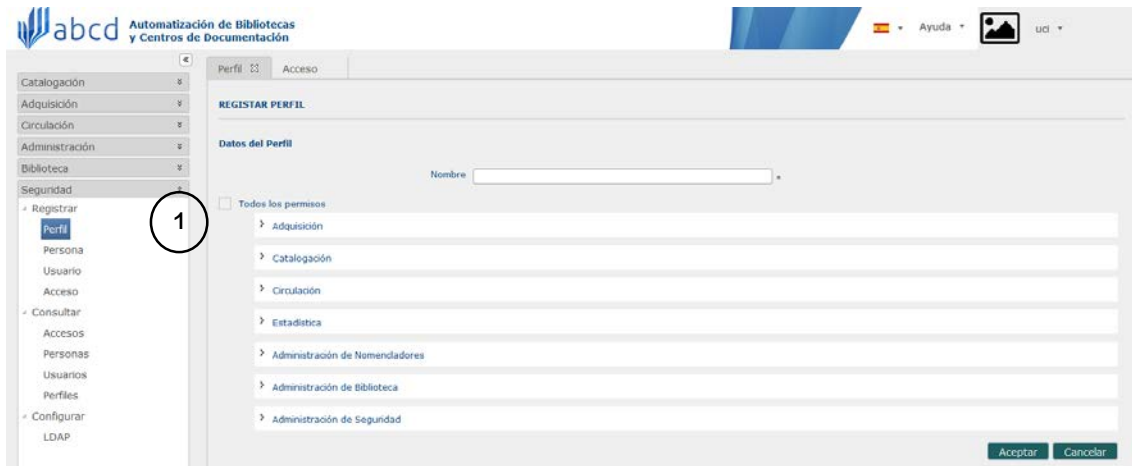 abcd Automatización de Bibliotecas
y Centros de Documentación
Ayuda
uci
Perfil
Acceso
Catalogación
Adquisición
Circulación
Administración
Biblioteca
Seguridad
Registrar
Perfil
Persona
Usuario
Acceso
Consultar
Accesos
Personas
Usuarios
Perfiles
Configurar
LDAP
1
REGISTAR PERFIL
Datos del Perfil
Nombre
*
Todos los permisos
Adquisición
Catalogación
Circulación
Estadística
Administración de Nomencladores
Administración de Biblioteca
Administración de Seguridad
Aceptar
Cancelar